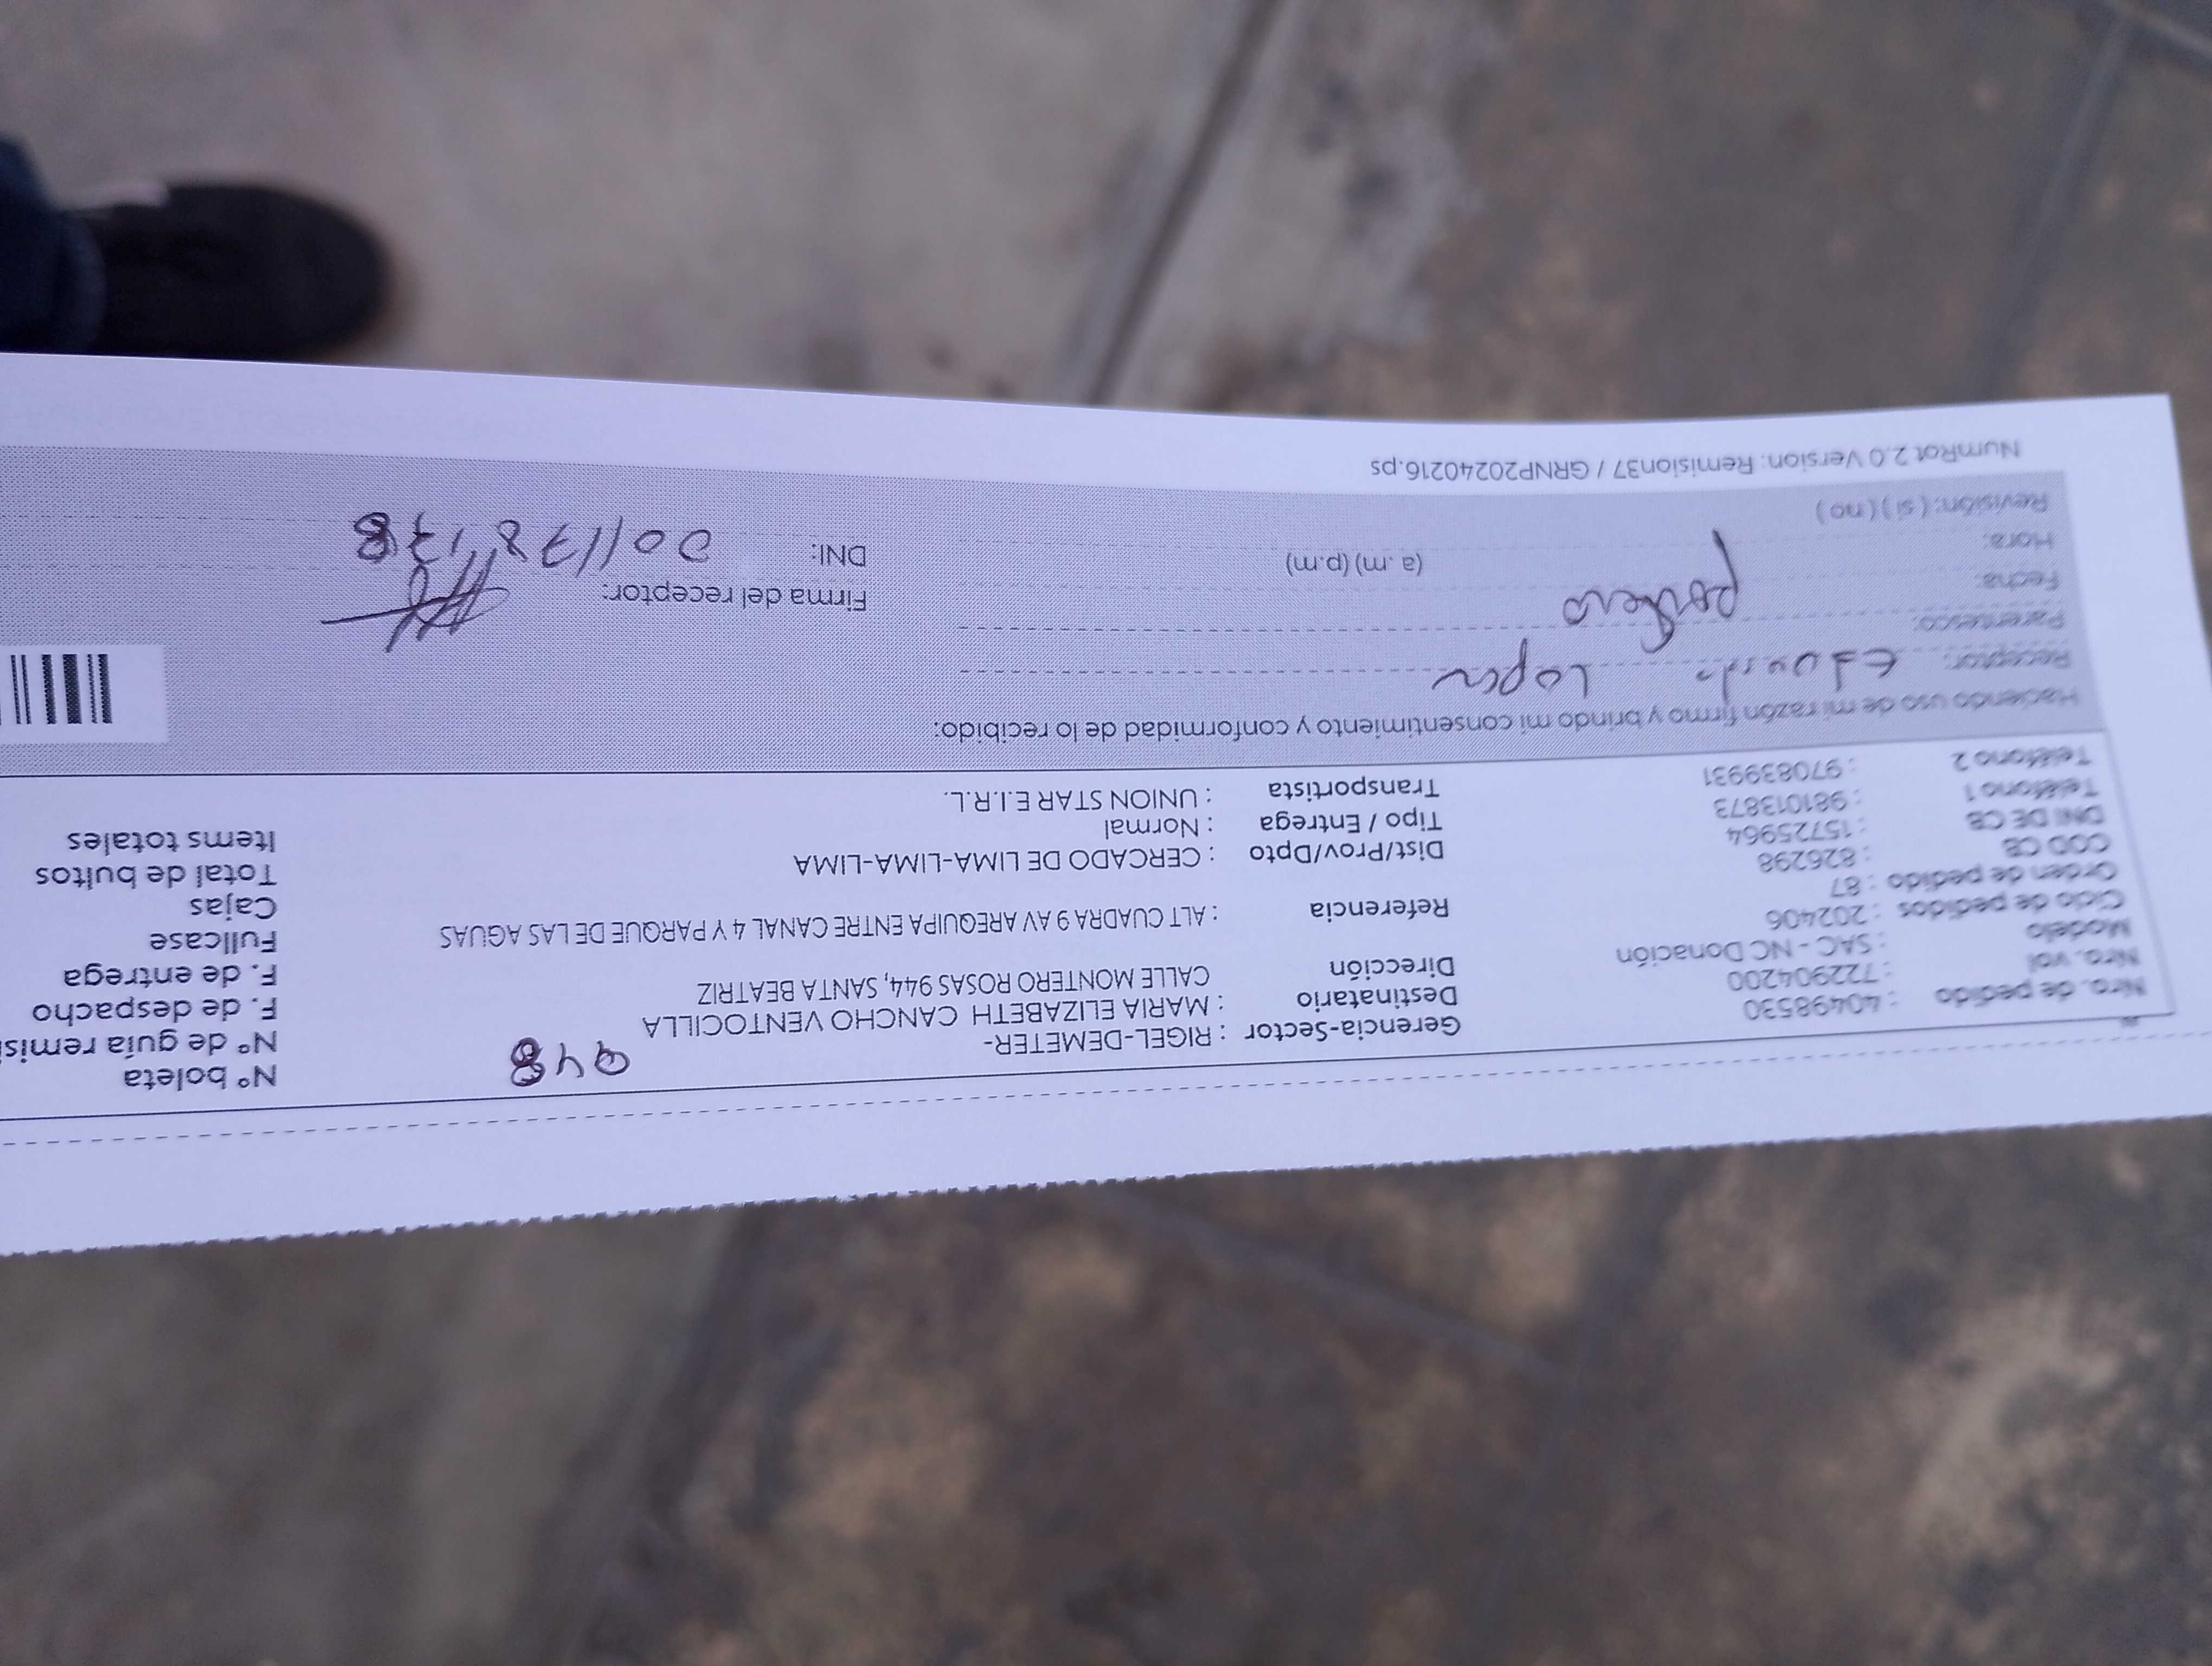 Nro. de pedido : 40498530
Nro. vol : 722904200
Modelo : SAC - NC Donación
Ciclo de pedidos : 202406
Orden de pedido : 87
COD CB : 826298
DNI DE CB : 15725964
Teléfono 1 : 981013873
Teléfono 2 : 970839931
Gerencia-Sector : RIGEL-DEMETER-
948
Destinatario : MARIA ELIZABETH CANCHO VENTOCILLA
Dirección CALLE MONTERO ROSAS 944, SANTA BEATRIZ
Referencia : ALT CUADRA 9 AV AREQUIPA ENTRE CANAL 4 Y PARQUE DE LAS AGUAS
Dist/Prov/Dpto : CERCADO DE LIMA-LIMA-LIMA
Tipo / Entrega : Normal
Transportista : UNION STAR E.I.R.L.
N° boleta
N° de guía remisi
F. de despacho
F. de entrega
Fullcase
Cajas
Total de bultos
Items totales
Haciendo uso de mi razón firmo y brindo mi consentimiento y conformidad de lo recibido:
Receptor: Eduardo Lopez
Parentesco: portero
Fecha:
Hora: (a .m) (p.m)
Revisión: ( si ) ( no )
Firma del receptor:
DNI:
NumRot 2.0 Version: Remision37 / GRNP20240216.ps